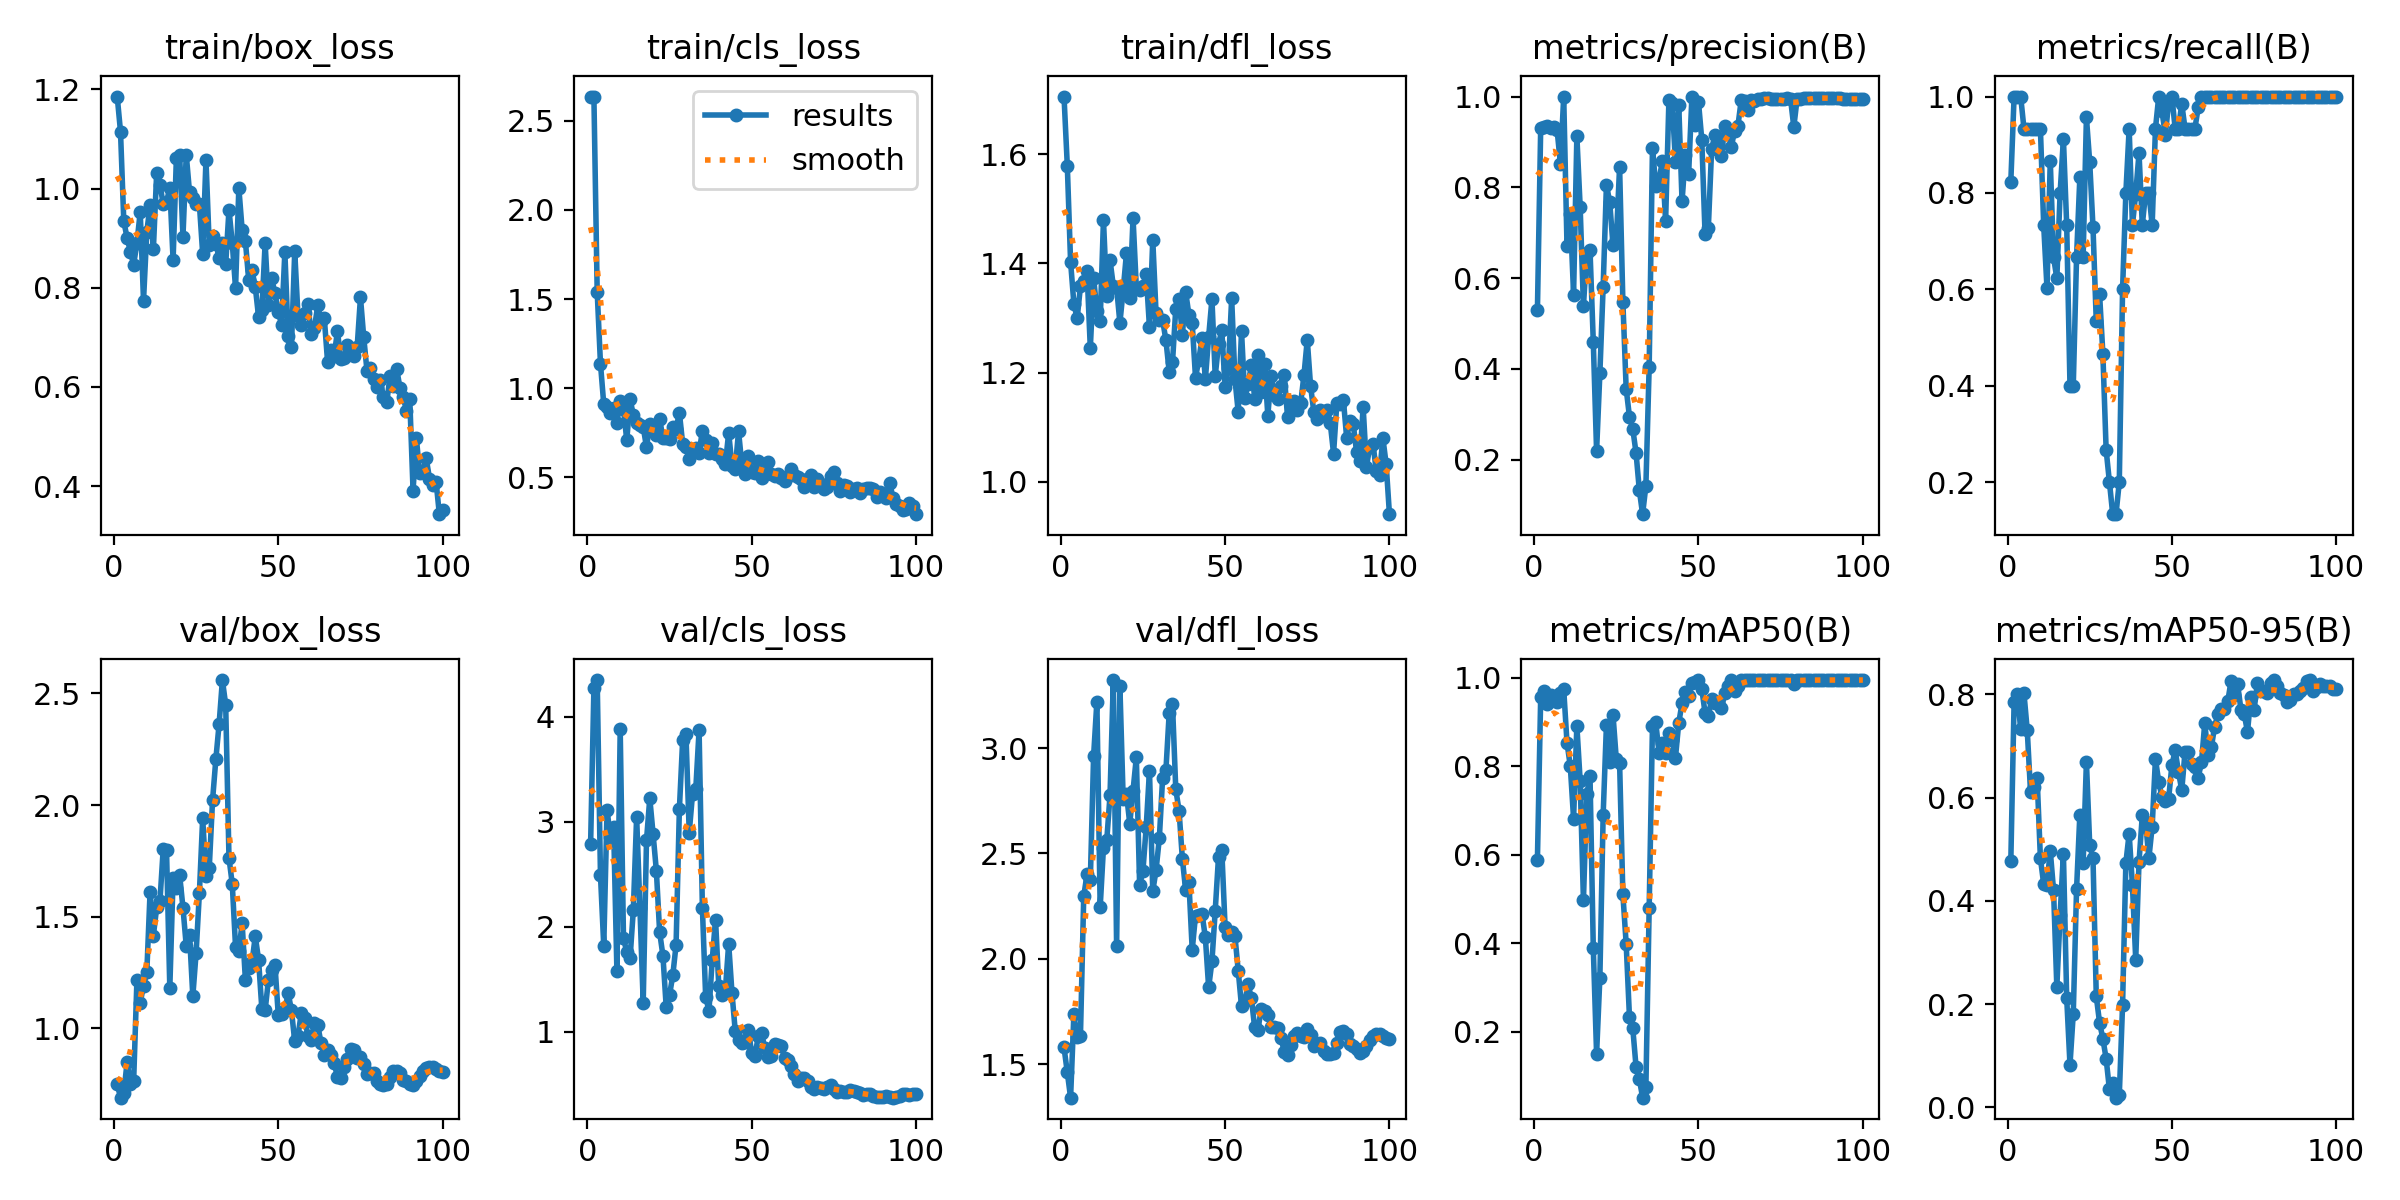 train/box_loss
1.2
1.0
0.8
0.6
0.4
0 50 100
train/cls_loss
results
smooth
2.5
2.0
1.5
1.0
0.5
0 50 100
train/dfl_loss
1.6
1.4
1.2
1.0
0 50 100
metrics/precision(B)
1.0
0.8
0.6
0.4
0.2
0 50 100
metrics/recall(B)
1.0
0.8
0.6
0.4
0.2
0 50 100
val/box_loss
2.5
2.0
1.5
1.0
0 50 100
val/cls_loss
4
3
2
1
0 50 100
val/dfl_loss
3.0
2.5
2.0
1.5
0 50 100
metrics/mAP50(B)
1.0
0.8
0.6
0.4
0.2
0 50 100
metrics/mAP50-95(B)
0.8
0.6
0.4
0.2
0.0
0 50 100